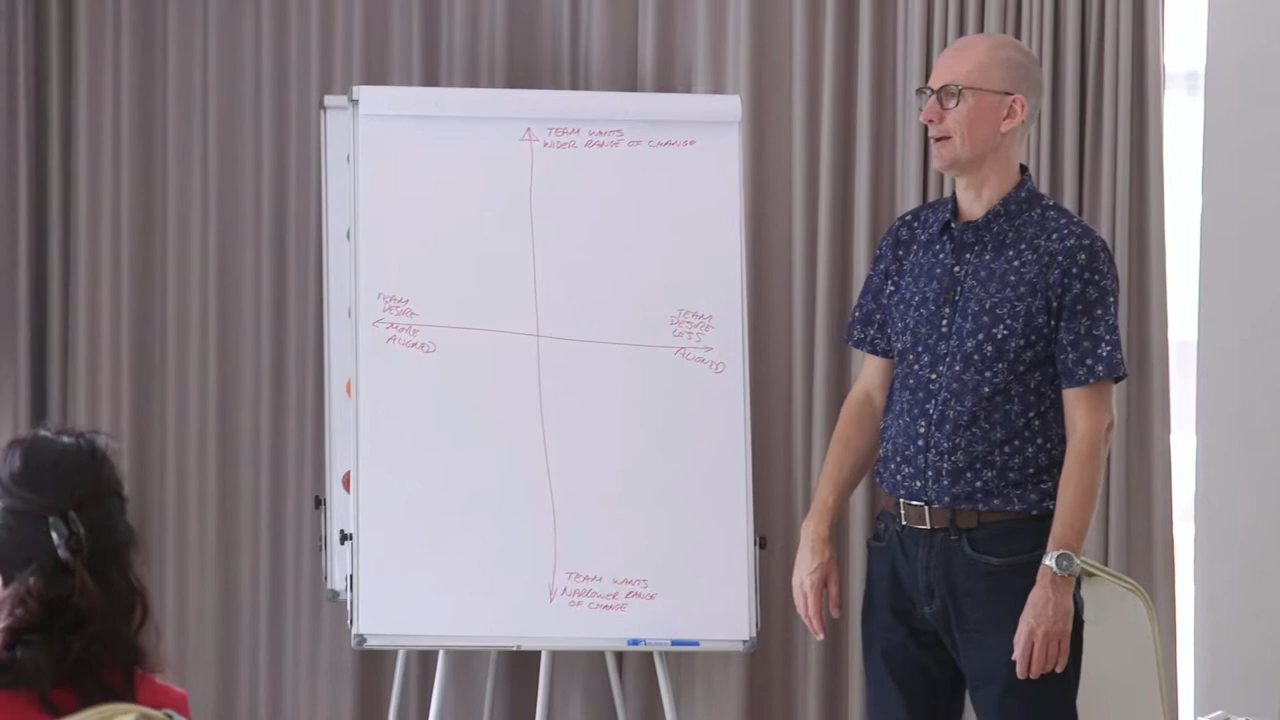 TEAM WANTS
WIDER RANGE OF CHANGE
TEAM
DESIRE
MORE
ALIGNED
TEAM
DESIRE
LESS
ALIGNED
TEAM WANTS
NARROWER RANGE
OF CHANGE